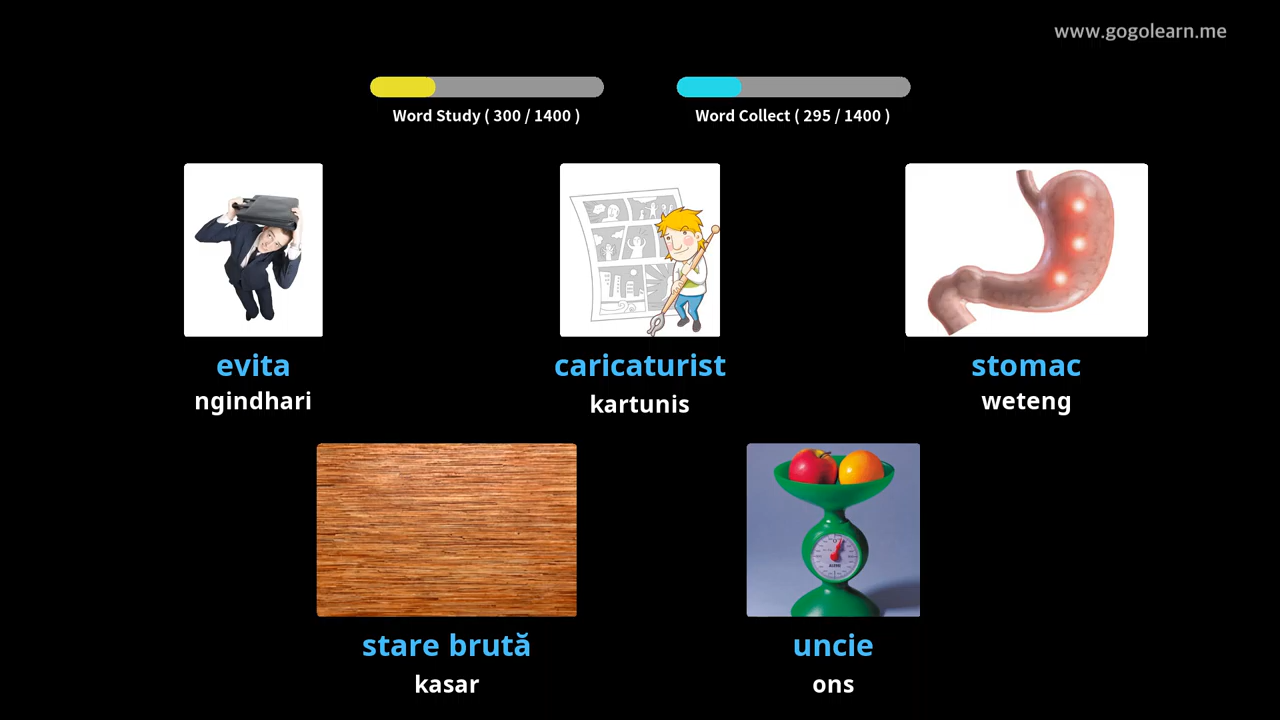 www.gogolearn.me
Word Study ( 300 / 1400 )
Word Collect ( 295 / 1400 )
evita
ngindhari
caricaturist
kartunis
stomac
weteng
stare brută
kasar
uncie
ons